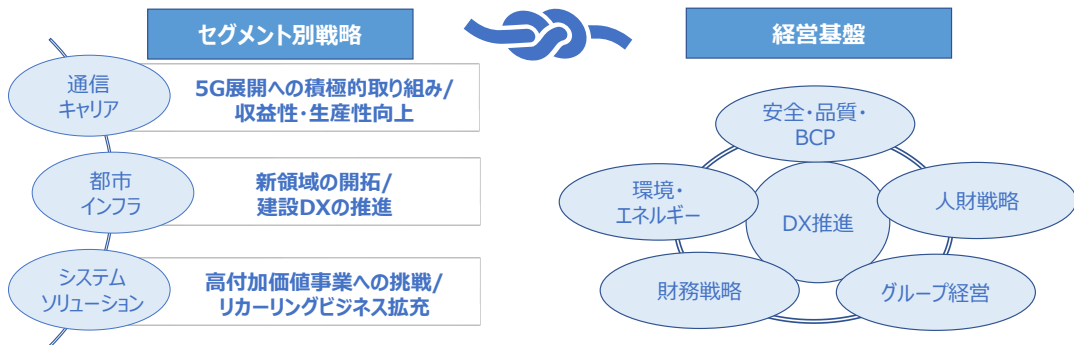 セグメント別戦略
通信
キャリア
5G展開への積極的取り組み/
収益性・生産性向上
都市
インフラ
新領域の開拓/
建設DXの推進
システム
ソリューション
高付加価値事業への挑戦/
リカーリングビジネス拡充
経営基盤
安全・品質・
BCP
環境・
エネルギー
DX推進
人財戦略
財務戦略
グループ経営